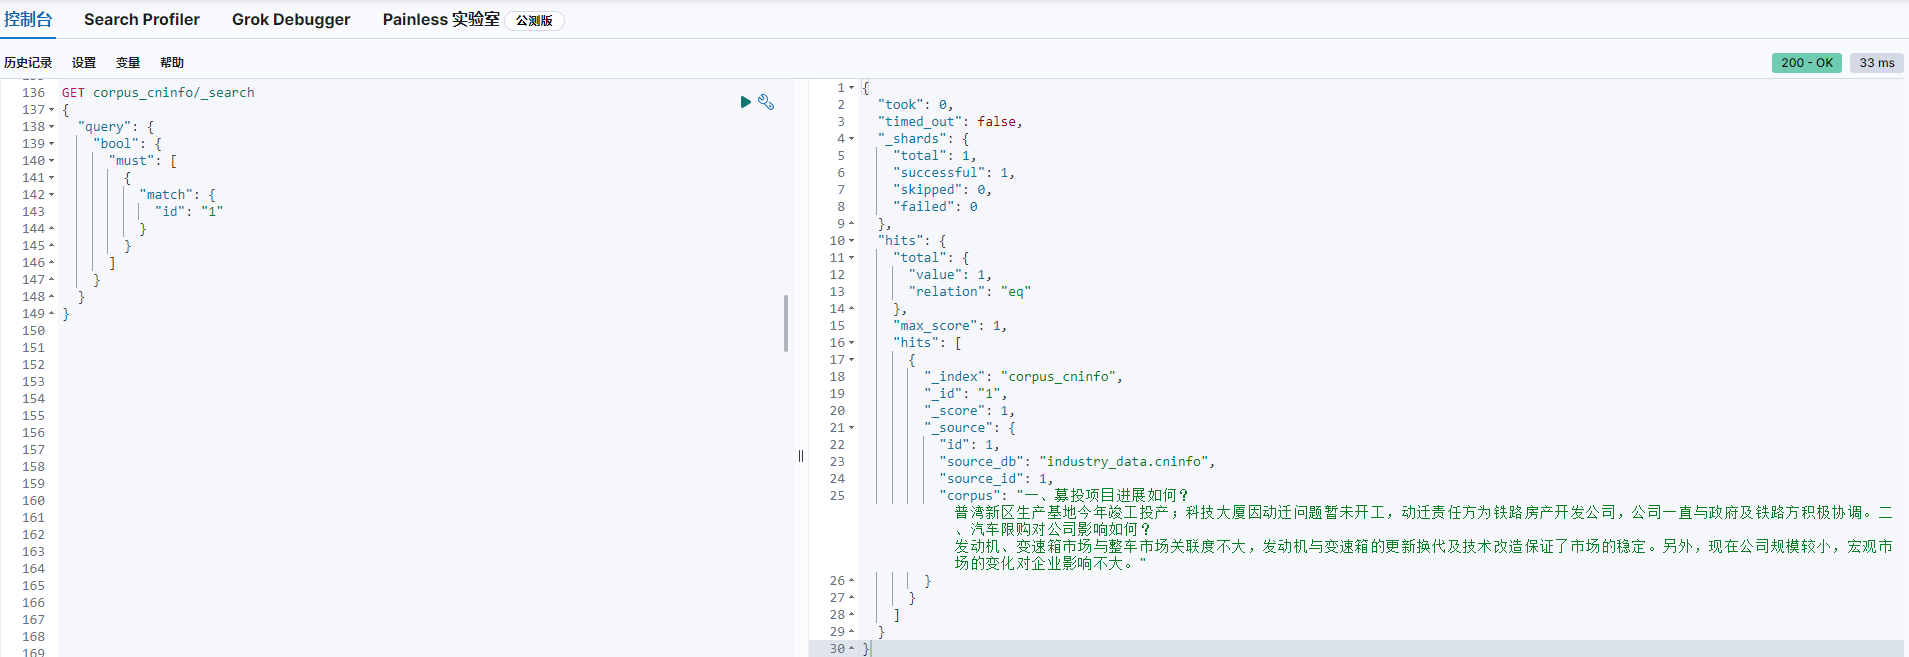 控制台 Search Profiler Grok Debugger Painless 实验室 公测版
历史记录 设置 变量 帮助 200 - OK 33 ms
136 GET corpus_cninfo/_search
137 {
138 "query": {
139 "bool": {
140 "must": [
141 {
142 "match": {
143 "id": "1"
144 }
145 }
146 ]
147 }
148 }
149 }
150
151
152
153
154
155
156
157
158
159
160
161
162
163
164
165
166
167
168
169
1 {
2 "took": 0,
3 "timed_out": false,
4 "_shards": {
5 "total": 1,
6 "successful": 1,
7 "skipped": 0,
8 "failed": 0
9 },
10 "hits": {
11 "total": {
12 "value": 1,
13 "relation": "eq"
14 },
15 "max_score": 1,
16 "hits": [
17 {
18 "_index": "corpus_cninfo",
19 "_id": "1",
20 "_score": 1,
21 "_source": {
22 "id": 1,
23 "source_db": "industry_data.cninfo",
24 "source_id": 1,
25 "corpus": "一、募投项目进展如何?
普湾新区生产基地今年竣工投产；科技大厦因动迁问题暂未开工，动迁责任方为铁路房产开发公司，公司一直与政府及铁路方积极协调。二
、汽车限购对公司影响如何?
发动机、变速箱市场与整车市场关联度不大，发动机与变速箱的更新换代及技术改造保证了市场的稳定。另外，现在公司规模较小，宏观市
场的变化对企业影响不大。"
26 }
27 }
28 ]
29 }
30 }